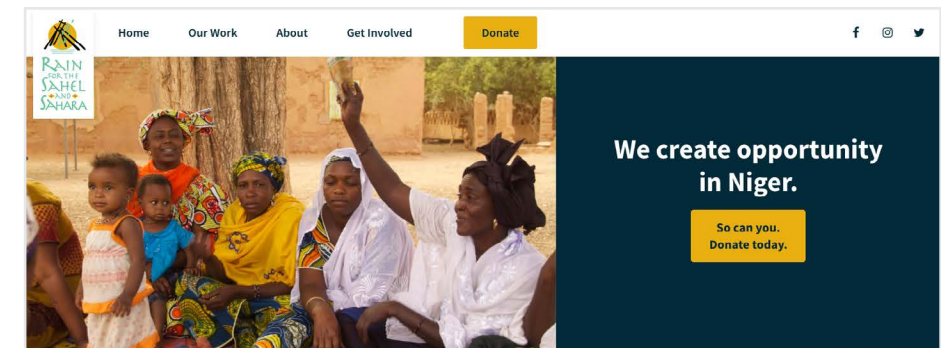 Home Our Work About Get Involved Donate
RAIN
FOR THE
SAHEL
AND
SAHARA
We create opportunity
in Niger.
So can you.
Donate today.